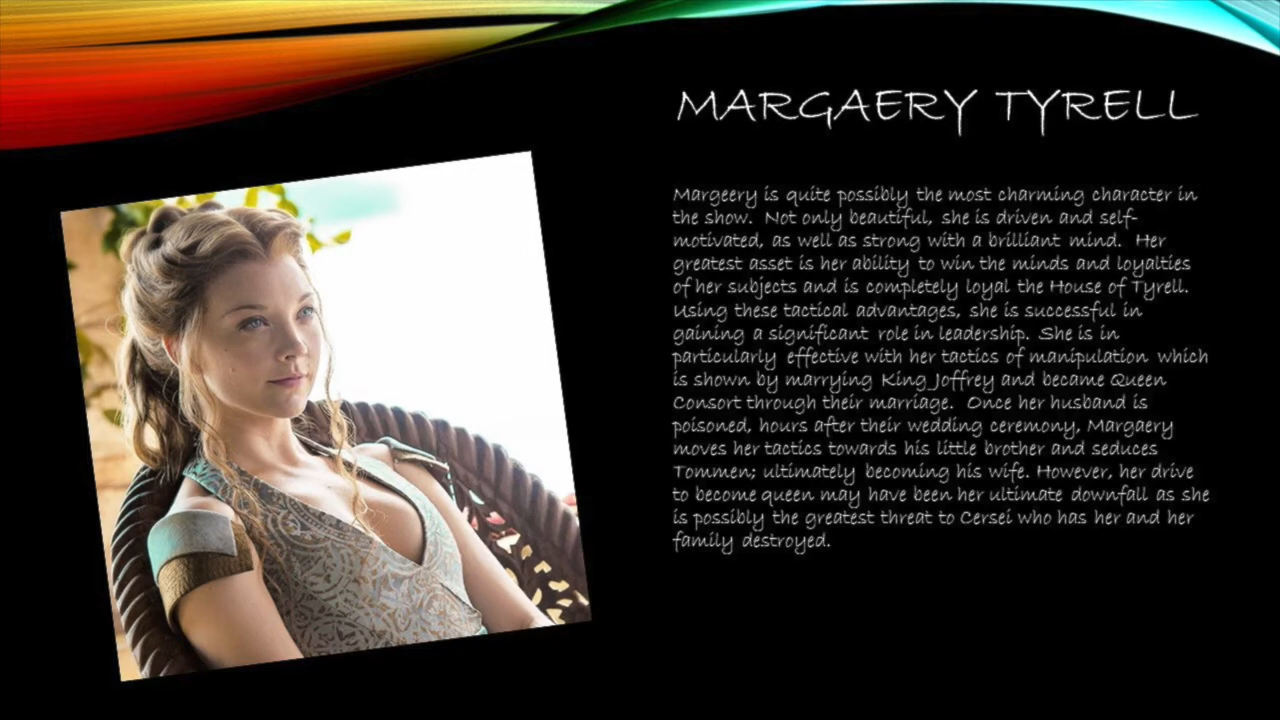 MARGAERY TYRELL
Margeery is quite possibly the most charming character in
the show. Not only beautiful, she is driven and self-
motivated, as well as strong with a brilliant mind. Her
greatest asset is her ability to win the minds and loyalties
of her subjects and is completely loyal the House of Tyrell.
Using these tactical advantages, she is successful in
gaining a significant role in leadership. She is in
particularly effective with her tactics of manipulation which
is shown by marrying King Joffrey and became Queen
Consort through their marriage. Once her husband is
poisoned, hours after their wedding ceremony, Margaery
moves her tactics towards his little brother and seduces
Tommen; ultimately becoming his wife. However, her drive
to become queen may have been her ultimate downfall as she
is possibly the greatest threat to Cersei who has her and her
family destroyed.